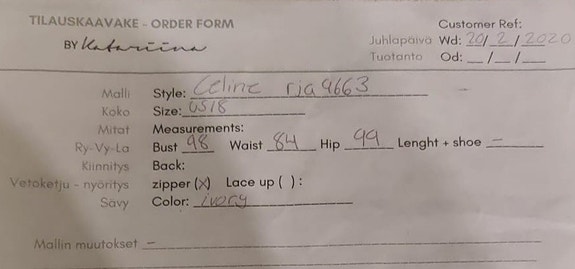 TILAUSKAAVAKE - ORDER FORM
BY Katariina
Customer Ref:
Juhlapäivä Wd: 20/2/2020
Tuotanto Od: __/__/__
Malli Style: Celine ria9663
Koko Size: US18
Mitat Measurements:
Ry-Vy-La Bust 98 Waist 84 Hip 99 Lenght + shoe –
Kiinnitys Back:
Vetoketju - nyöritys zipper (X) Lace up ( ) :
Sävy Color: ivory
Mallin muutokset –